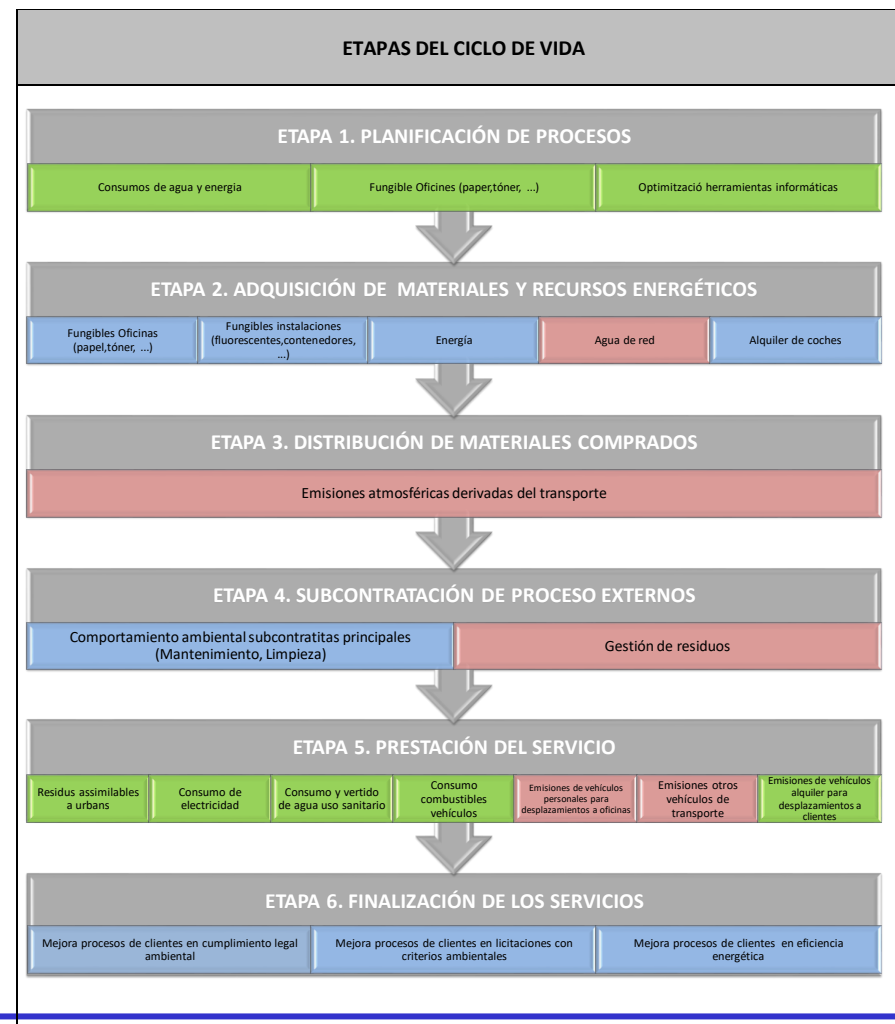 ETAPAS DEL CICLO DE VIDA
ETAPA 1. PLANIFICACIÓN DE PROCESOS
Consumos de agua y energia
Fungible Oficines (paper,tóner, ...)
Optimització herramientas informáticas
ETAPA 2. ADQUISICIÓN DE MATERIALES Y RECURSOS ENERGÉTICOS
Fungibles Oficinas
(papel,tóner, ...)
Fungibles instalaciones
(fluorescentes,contenedores,
...)
Energía
Agua de red
Alquiler de coches
ETAPA 3. DISTRIBUCIÓN DE MATERIALES COMPRADOS
Emisiones atmosféricas derivadas del transporte
ETAPA 4. SUBCONTRATACIÓN DE PROCESO EXTERNOS
Comportamiento ambiental subcontratitas principales
(Mantenimiento, Limpieza)
Gestión de residuos
ETAPA 5. PRESTACIÓN DEL SERVICIO
Residus assimilables
a urbans
Consumo de
electricidad
Consumo y vertido
de agua uso sanitario
Consumo
combustibles
vehículos
Emisiones de vehículos
personales para
desplazamientos a oficinas
Emisiones otros
vehículos de
transporte
Emisiones de vehículos
alquiler para
desplazamientos a
clientes
ETAPA 6. FINALIZACIÓN DE LOS SERVICIOS
Mejora procesos de clientes en cumplimiento legal
ambiental
Mejora procesos de clientes en licitaciones con
criterios ambientales
Mejora procesos de clientes en eficiencia
energética